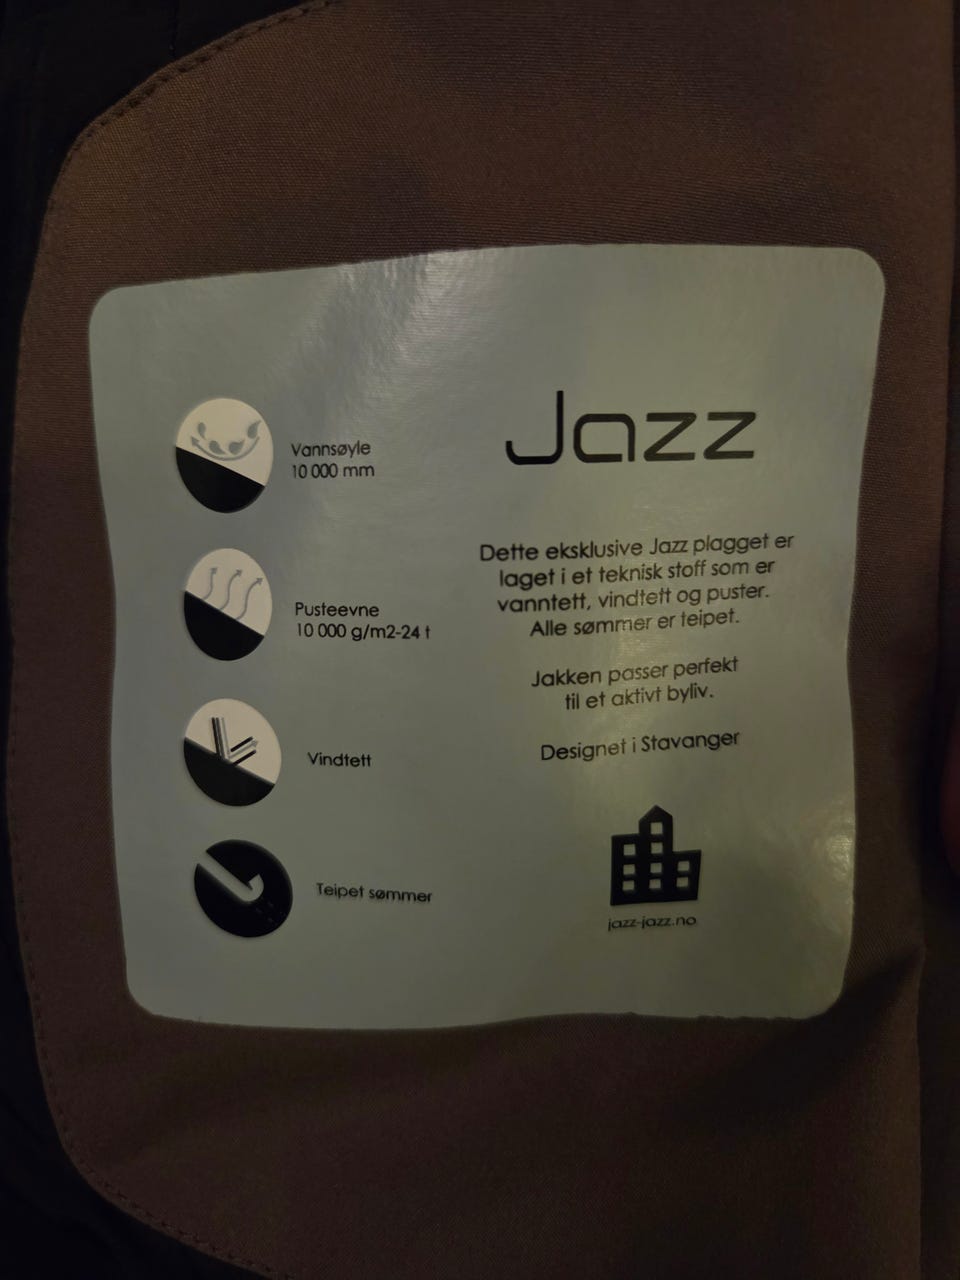 Vannsøyle
10 000 mm
Pusteevne
10 000 g/m2-24 t
Vindtett
Teipet sømmer
Jazz
Dette eksklusive Jazz plagget er
laget i et teknisk stoff som er
vanntett, vindtett og puster.
Alle sømmer er teipet.
Jakken passer perfekt
til et aktivt byliv.
Designet i Stavanger
jazz-jazz.no